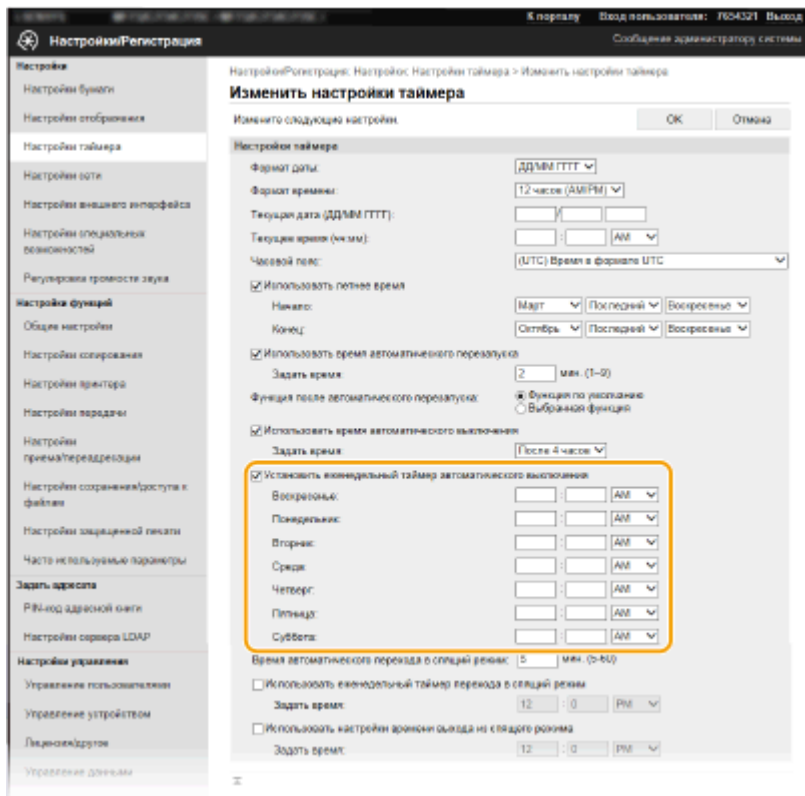 К порталу Вход пользователя: 7654321 Выход
Настройки/Регистрация
Сообщение администратору системы
Настройки
Настройки бумаги
Настройки отображения
Настройки таймера
Настройки сети
Настройки внешнего интерфейса
Настройки специальных
возможностей
Регулировка громкости звука
Настройки функций
Общие настройки
Настройки копирования
Настройки принтера
Настройки передачи
Настройки
приема/переадресации
Настройки сохранения/доступа к
файлам
Настройки защищенной печати
Часто используемые параметры
Задать адресата
PIN-код адресной книги
Настройки сервера LDAP
Настройки управления
Управление пользователями
Управление устройством
Лицензия/другое
Управление данными
Настройки/Регистрация: Настройки: Настройки таймера > Изменить настройки таймера
Изменить настройки таймера
Измените следующие настройки.
OK Отмена
Настройки таймера
Формат даты: ДД/ММ ГГГГ
Формат времени: 12 часов (AM/PM)
Текущая дата (ДД/ММ ГГГГ): /
Текущее время (чч:мм): : AM
Часовой пояс: (UTC) Время в формате UTC
Использовать летнее время
Начало: Март Последний Воскресенье
Конец: Октябрь Последний Воскресенье
Использовать время автоматического перезапуска
Задать время: 2 мин. (1–9)
Функция после автоматического перезапуска: Функция по умолчанию
Выбранная функция
Использовать время автоматического выключения
Задать время: После 4 часов
Установить еженедельный таймер автоматического выключения
Воскресенье: : AM
Понедельник: : AM
Вторник: : AM
Среда: : AM
Четверг: : AM
Пятница: : AM
Суббота: : AM
Время автоматического перехода в спящий режим: 5 мин. (5-60)
Использовать еженедельный таймер перехода в спящий режим
Задать время: 12 : 0 PM
Использовать настройки времени выхода из спящего режима
Задать время: 12 : 0 PM